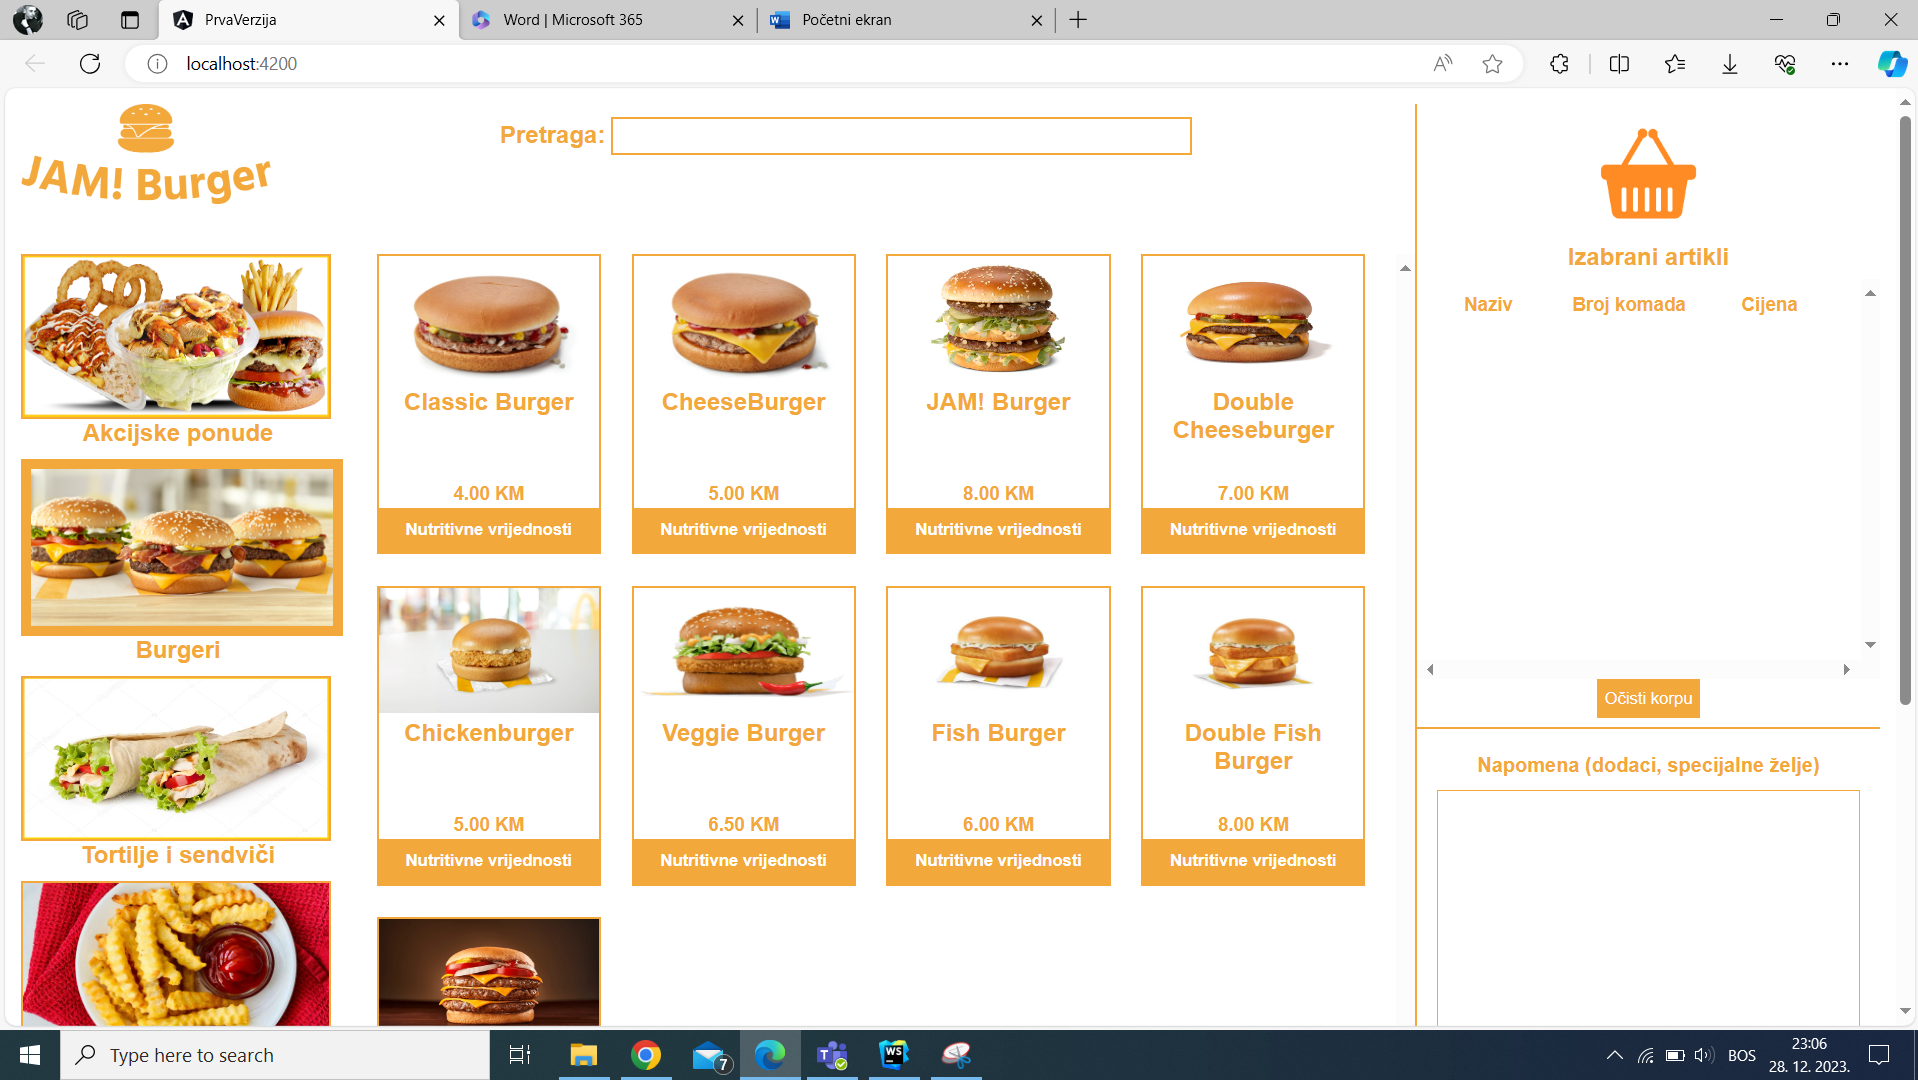 PrvaVerzija
Word | Microsoft 365
Početni ekran
localhost:4200
JAM! Burger
Pretraga:
Akcijske ponude
Burgeri
Tortilje i sendviči
Classic Burger
4.00 KM
Nutritivne vrijednosti
CheeseBurger
5.00 KM
Nutritivne vrijednosti
JAM! Burger
8.00 KM
Nutritivne vrijednosti
Double
Cheeseburger
7.00 KM
Nutritivne vrijednosti
Chickenburger
5.00 KM
Nutritivne vrijednosti
Veggie Burger
6.50 KM
Nutritivne vrijednosti
Fish Burger
6.00 KM
Nutritivne vrijednosti
Double Fish
Burger
8.00 KM
Nutritivne vrijednosti
Izabrani artikli
Naziv Broj komada Cijena
Očisti korpu
Napomena (dodaci, specijalne želje)
Type here to search
7
WS
BOS
23:06
28. 12. 2023.